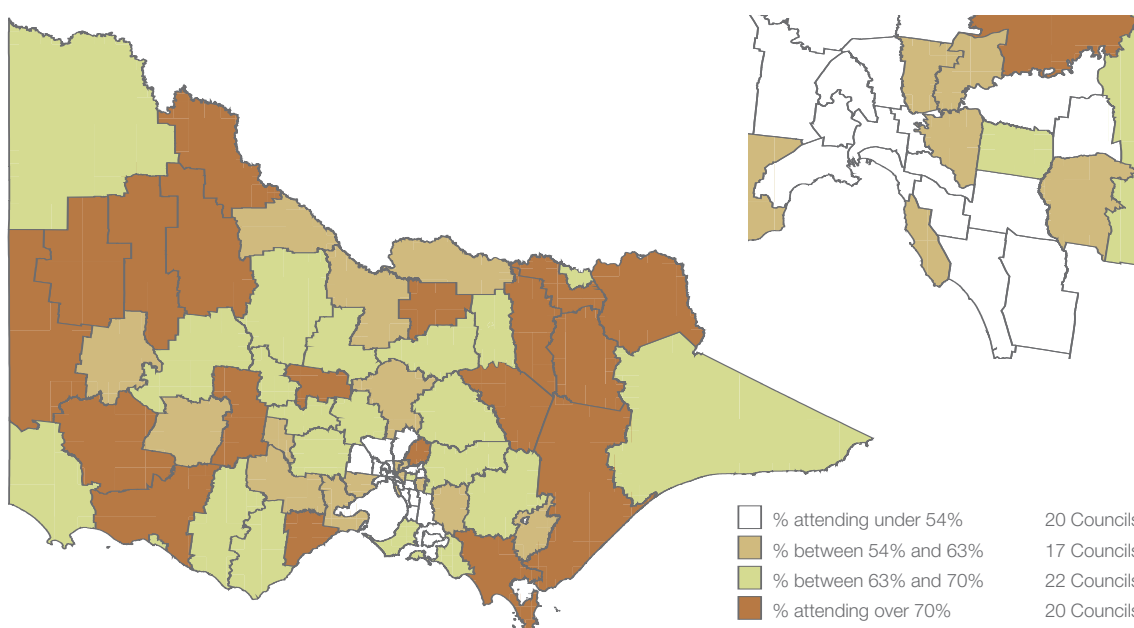 % attending under 54% 20 Councils
% between 54% and 63% 17 Councils
% between 63% and 70% 22 Councils
% attending over 70% 20 Councils